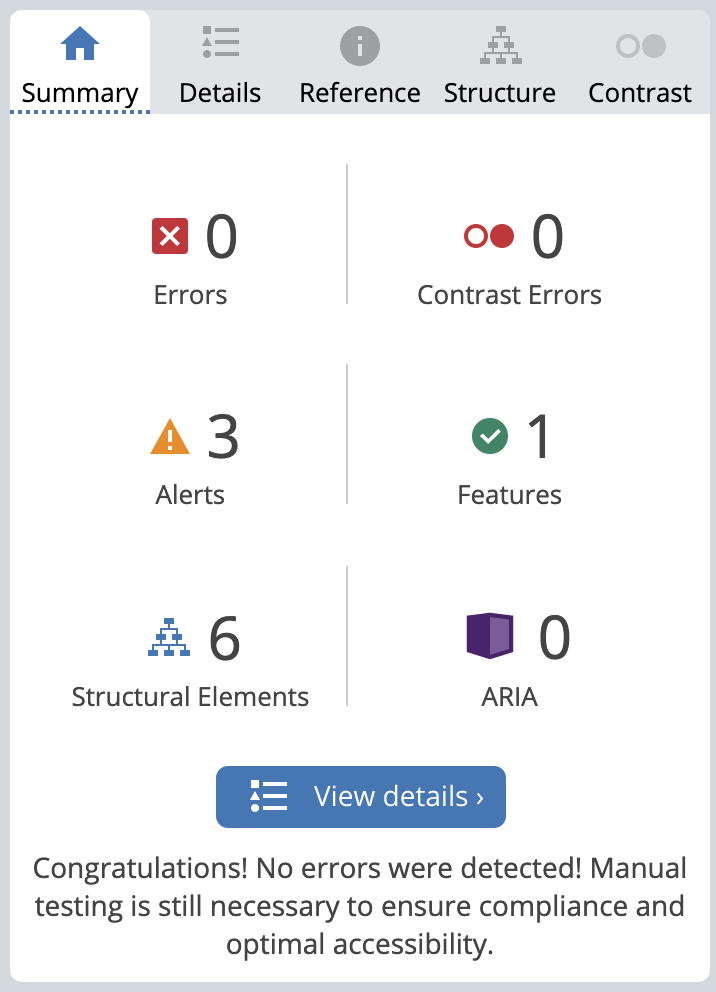 Summary Details Reference Structure Contrast
0 0
Errors Contrast Errors
3 1
Alerts Features
6 0
Structural Elements ARIA
View details ›
Congratulations! No errors were detected! Manual
testing is still necessary to ensure compliance and
optimal accessibility.